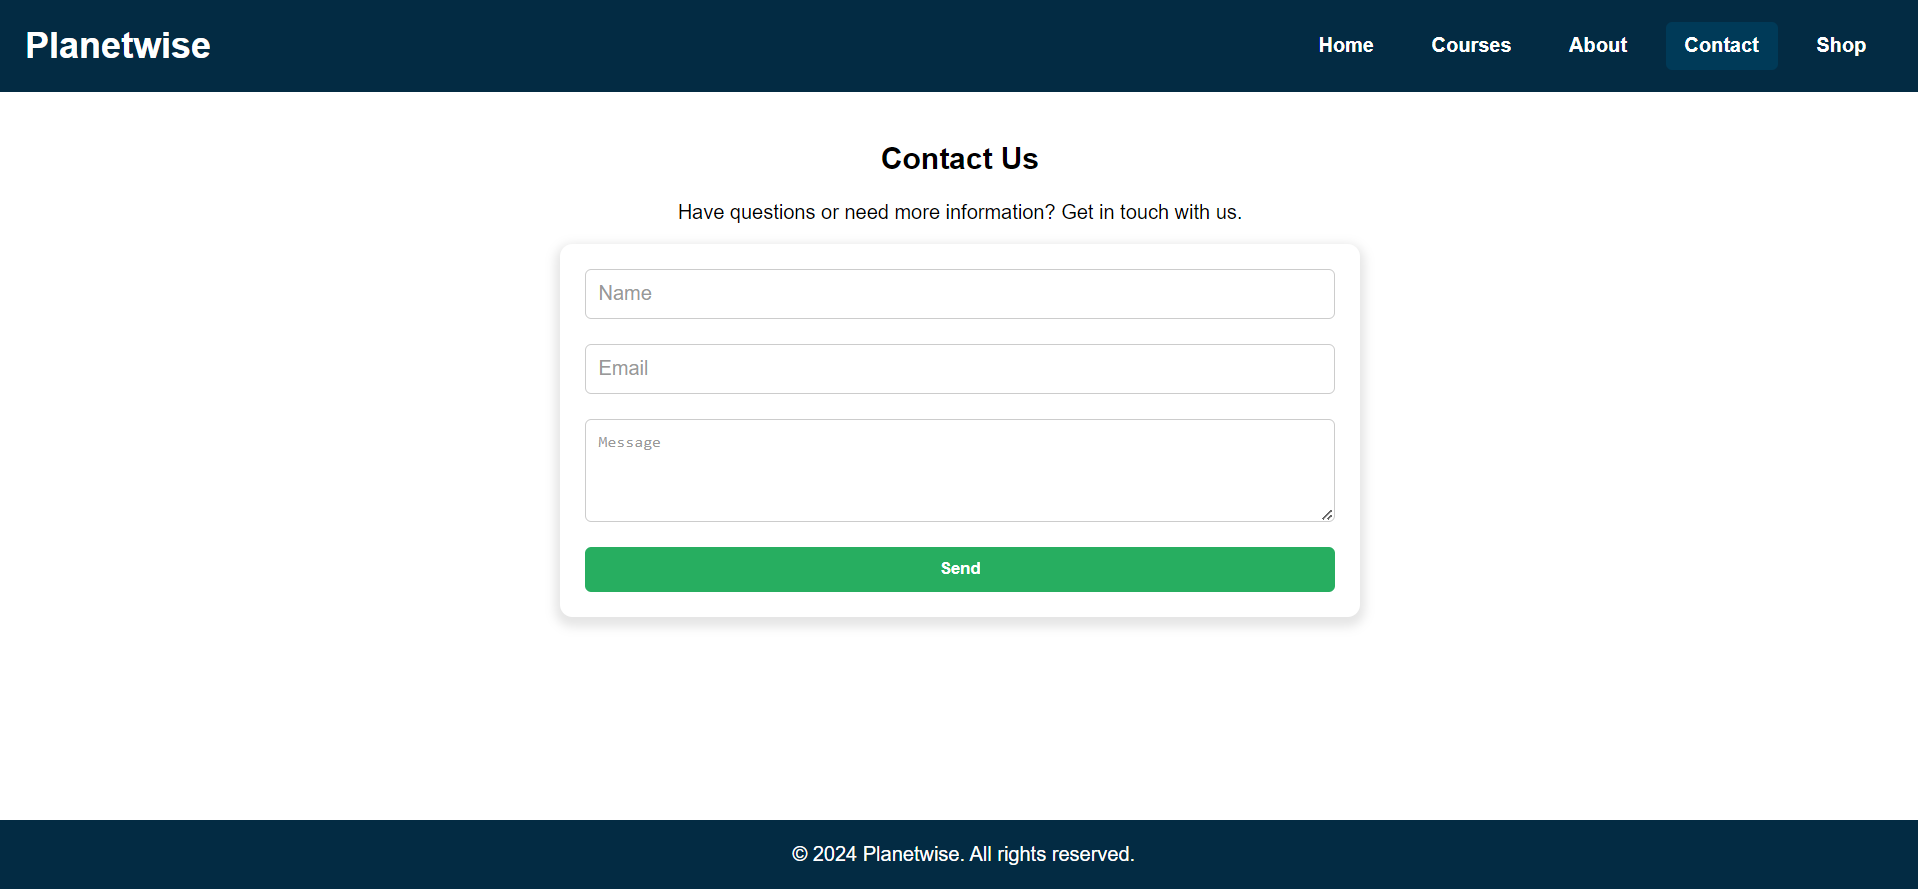 Planetwise
Home Courses About Contact Shop
Contact Us
Have questions or need more information? Get in touch with us.
Name
Email
Message
Send
© 2024 Planetwise. All rights reserved.